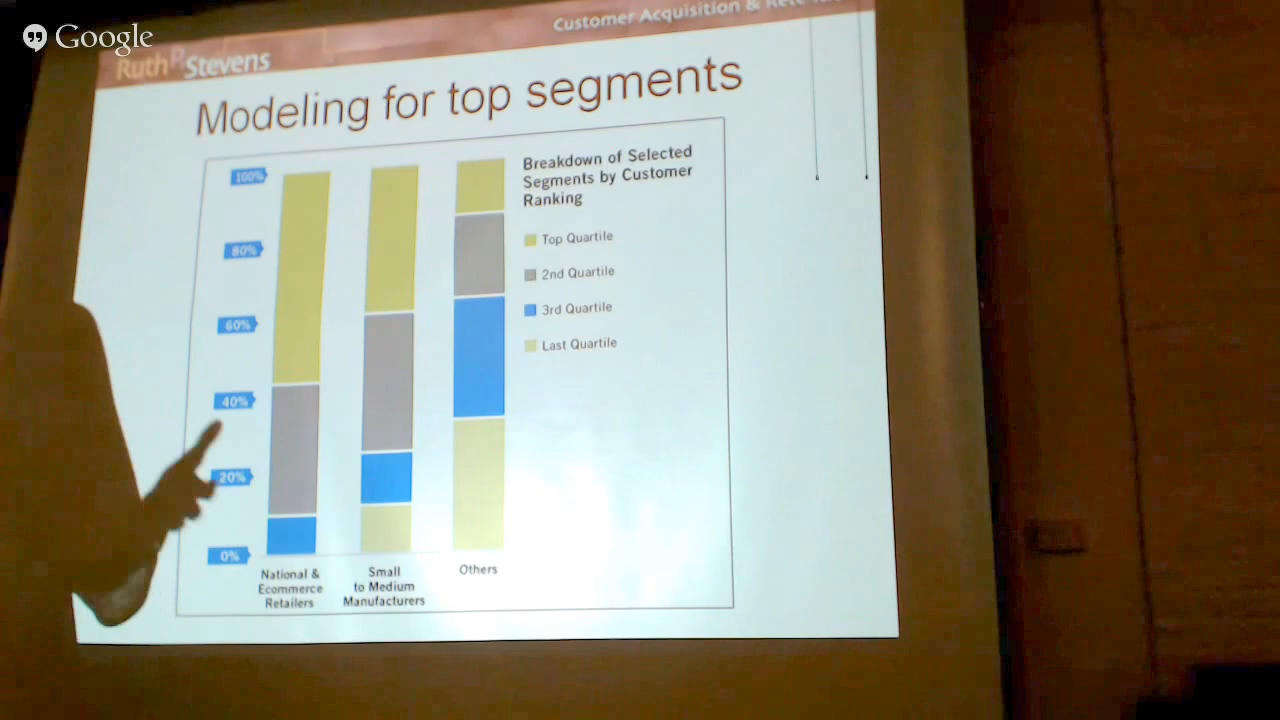 Google
Customer Acquisition &
Ruth P. Stevens
Modeling for top segments
Breakdown of Selected
Segments by Customer
Ranking
Top Quartile
2nd Quartile
3rd Quartile
Last Quartile
100%
80%
60%
40%
20%
0%
National &
Ecommerce
Retailers
Small
to Medium
Manufacturers
Others